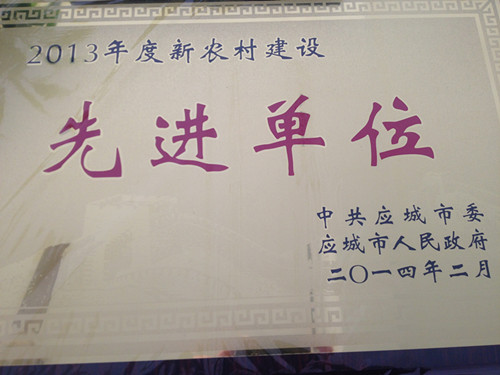 2013年度新农村建设
先进单位
中共应城市委
应城市人民政府
二〇一四年二月